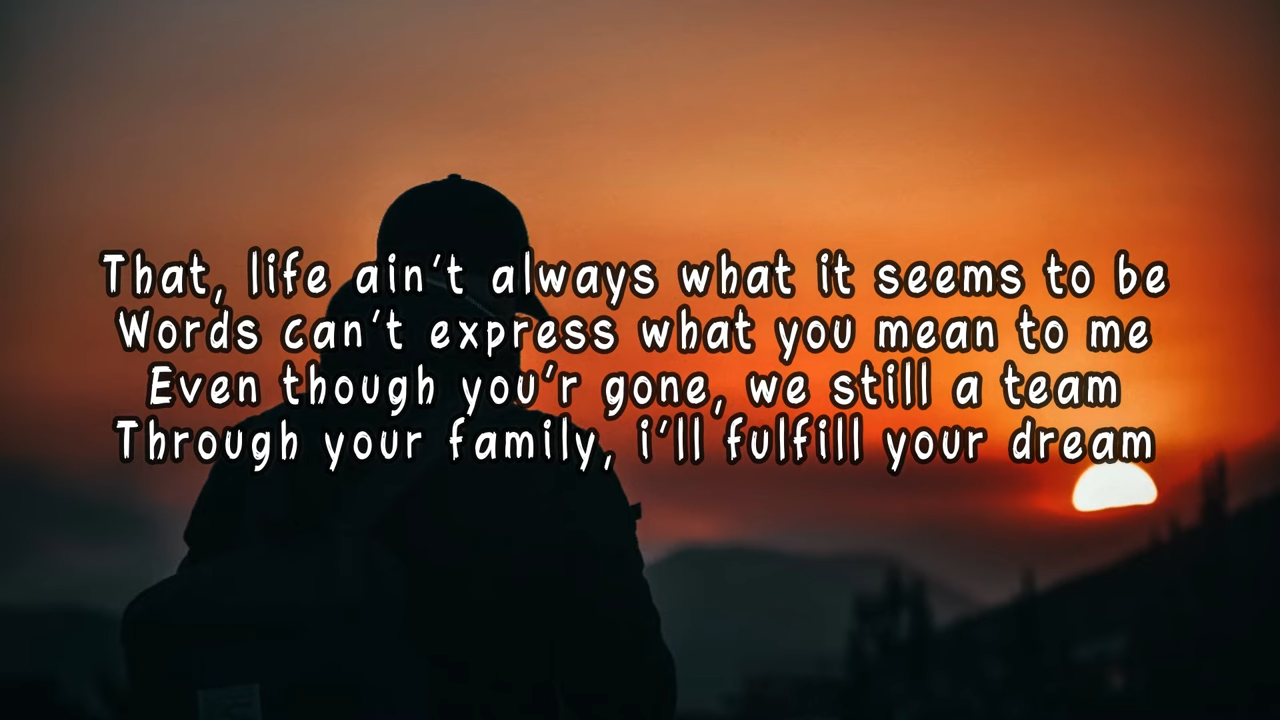 That, life ain't always what it seems to be
Words can't express what you mean to me
Even though you'r gone, we still a team
Through your family, i'll fulfill your dream